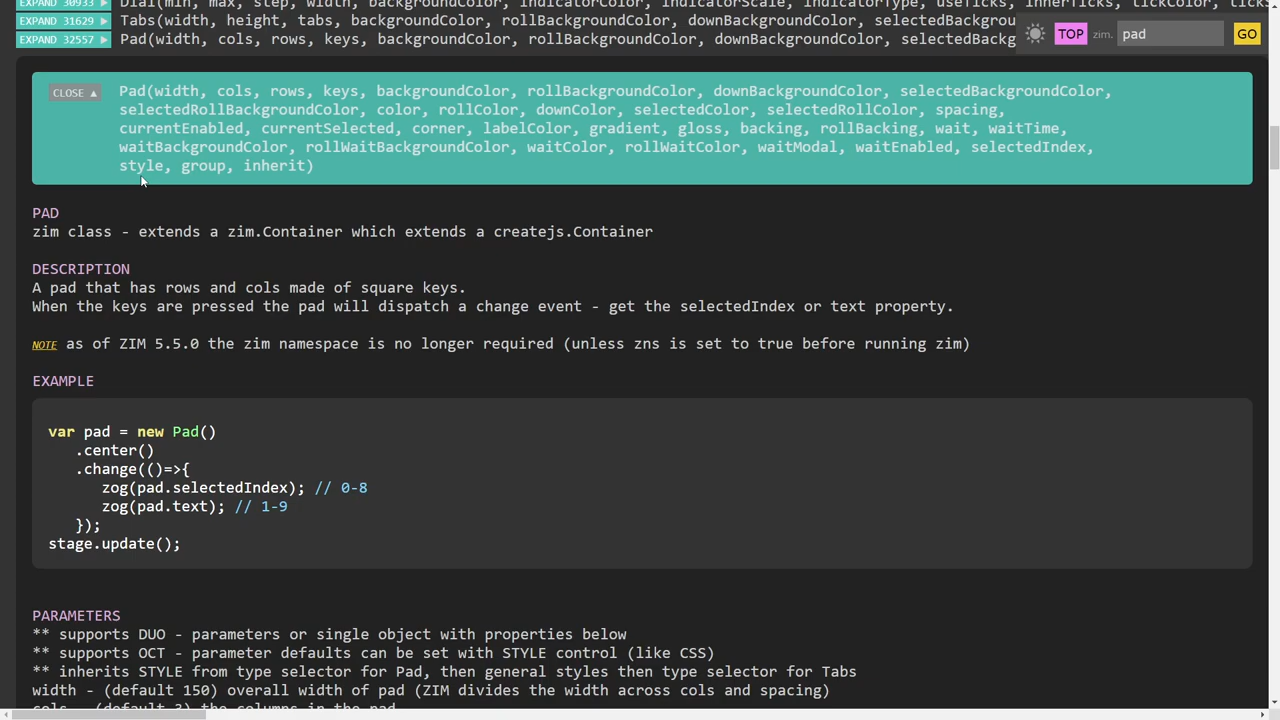 EXPAND 30933 ▶ Dial(min, max, step, width, backgroundColor, indicatorColor, indicatorScale, indicatorType, useTicks, innerTicks, tickColor, ticks
EXPAND 31629 ▶ Tabs(width, height, tabs, backgroundColor, rollBackgroundColor, downBackgroundColor, selectedBackgrou
EXPAND 32557 ▶ Pad(width, cols, rows, keys, backgroundColor, rollBackgroundColor, downBackgroundColor, selectedBackg
TOP zim. pad GO
CLOSE ▲ Pad(width, cols, rows, keys, backgroundColor, rollBackgroundColor, downBackgroundColor, selectedBackgroundColor,
selectedRollBackgroundColor, color, rollColor, downColor, selectedColor, selectedRollColor, spacing,
currentEnabled, currentSelected, corner, labelColor, gradient, gloss, backing, rollBacking, wait, waitTime,
waitBackgroundColor, rollWaitBackgroundColor, waitColor, rollWaitColor, waitModal, waitEnabled, selectedIndex,
style, group, inherit)
PAD
zim class - extends a zim.Container which extends a createjs.Container
DESCRIPTION
A pad that has rows and cols made of square keys.
When the keys are pressed the pad will dispatch a change event - get the selectedIndex or text property.
NOTE as of ZIM 5.5.0 the zim namespace is no longer required (unless zns is set to true before running zim)
EXAMPLE
var pad = new Pad()
.center()
.change(()=>{
zog(pad.selectedIndex); // 0-8
zog(pad.text); // 1-9
});
stage.update();
PARAMETERS
** supports DUO - parameters or single object with properties below
** supports OCT - parameter defaults can be set with STYLE control (like CSS)
** inherits STYLE from type selector for Pad, then general styles then type selector for Tabs
width - (default 150) overall width of pad (ZIM divides the width across cols and spacing)
cols - (default 3) the columns in the pad